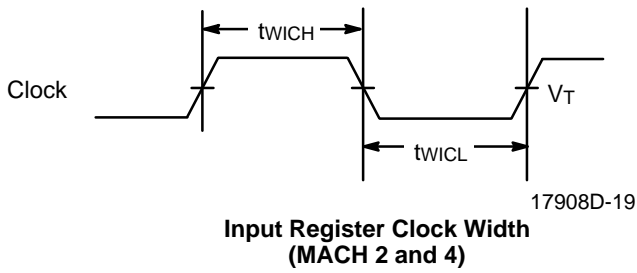 tWICH
Clock
VT
tWICL
17908D-19
Input Register Clock Width
(MACH 2 and 4)